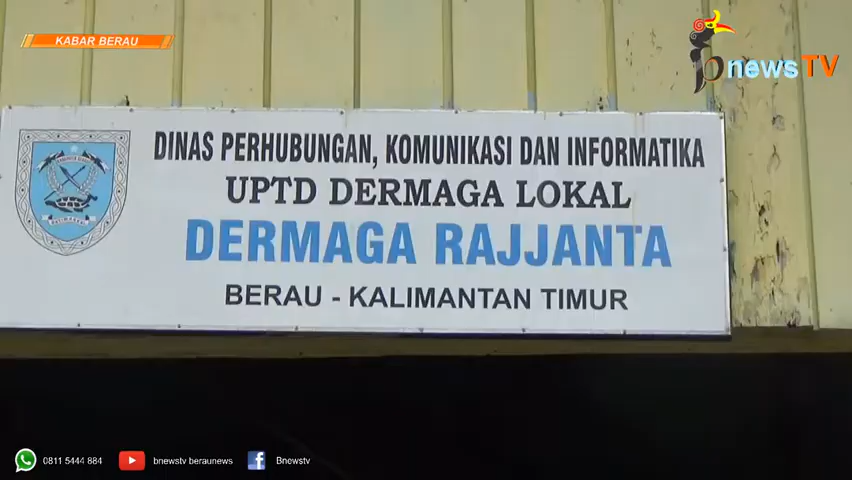 KABAR BERAU
bnewsTV
DINAS PERHUBUNGAN, KOMUNIKASI DAN INFORMATIKA
UPTD DERMAGA LOKAL
DERMAGA RAJJANTA
BERAU - KALIMANTAN TIMUR
0811 5444 884
bnewstv beraunews
Bnewstv